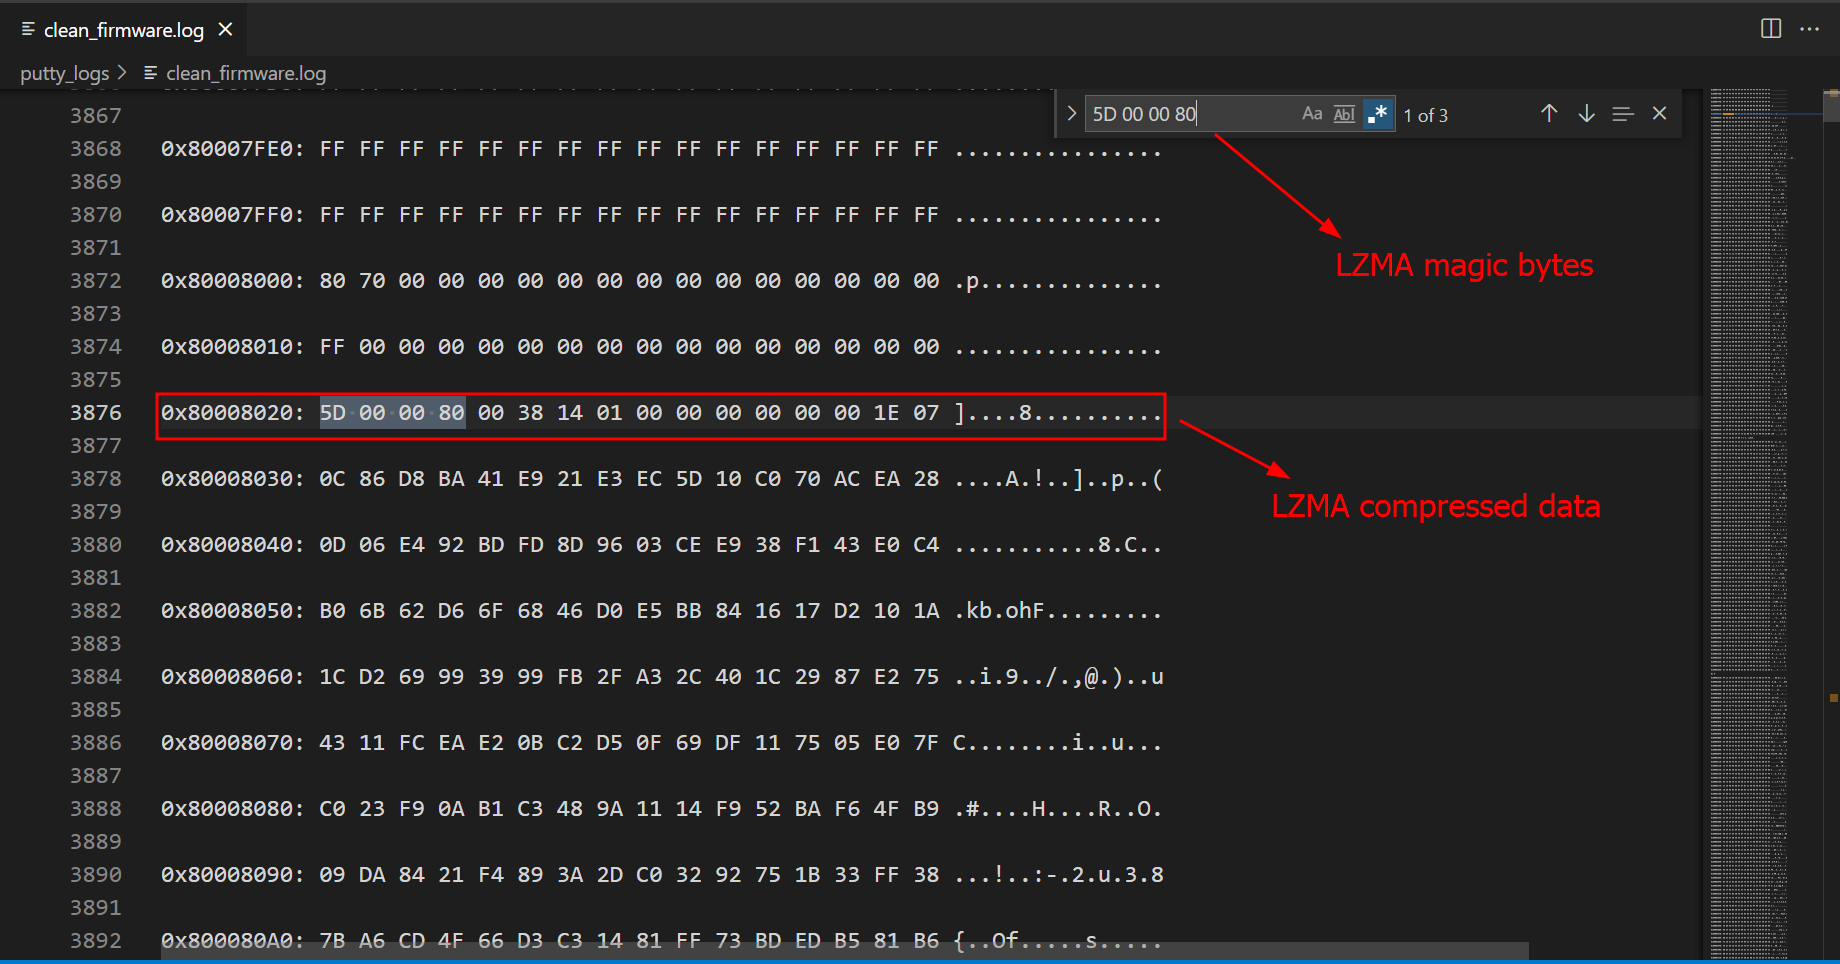 clean_firmware.log
putty_logs > clean_firmware.log
5D 00 00 80 Aa Abl .* 1 of 3
3867
3868 0x80007FE0: FF FF FF FF FF FF FF FF FF FF FF FF FF FF FF FF ................
3869
3870 0x80007FF0: FF FF FF FF FF FF FF FF FF FF FF FF FF FF FF FF ................
3871
LZMA magic bytes
3872 0x80008000: 80 70 00 00 00 00 00 00 00 00 00 00 00 00 00 00 .p..............
3873
3874 0x80008010: FF 00 00 00 00 00 00 00 00 00 00 00 00 00 00 00 ................
3875
3876 0x80008020: 5D 00 00 80 00 38 14 01 00 00 00 00 00 00 1E 07 ]....8..........
3877
3878 0x80008030: 0C 86 D8 BA 41 E9 21 E3 EC 5D 10 C0 70 AC EA 28 ....A.!..]..p..(
3879
LZMA compressed data
3880 0x80008040: 0D 06 E4 92 BD FD 8D 96 03 CE E9 38 F1 43 E0 C4 ...........8.C..
3881
3882 0x80008050: B0 6B 62 D6 6F 68 46 D0 E5 BB 84 16 17 D2 10 1A .kb.ohF.........
3883
3884 0x80008060: 1C D2 69 99 39 99 FB 2F A3 2C 40 1C 29 87 E2 75 ..i.9../.,@.)..u
3885
3886 0x80008070: 43 11 FC EA E2 0B C2 D5 0F 69 DF 11 75 05 E0 7F C........i..u...
3887
3888 0x80008080: C0 23 F9 0A B1 C3 48 9A 11 14 F9 52 BA F6 4F B9 .#....H....R..O.
3889
3890 0x80008090: 09 DA 84 21 F4 89 3A 2D C0 32 92 75 1B 33 FF 38 ...!..:-.2.u.3.8
3891
3892 0x800080A0: 7B A6 CD 4F 66 D3 C3 14 81 FF 73 BD ED B5 81 B6 {..Of.....s.....